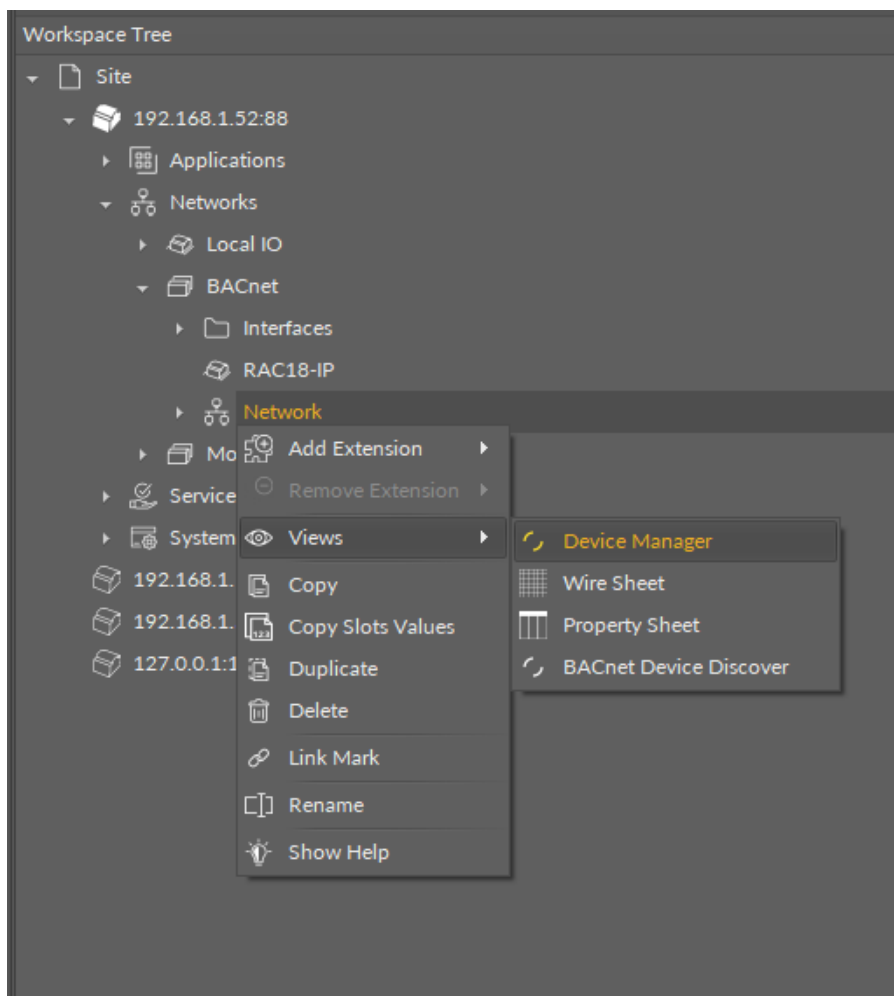 Workspace Tree
Site
192.168.1.52:88
Applications
Networks
Local IO
BACnet
Interfaces
RAC18-IP
Network
Add Extension
Mo
Remove Extension
Service
Views
Device Manager
System
Wire Sheet
192.168.1.
Copy
Property Sheet
192.168.1.
Copy Slots Values
BACnet Device Discover
127.0.0.1:1
Duplicate
Delete
Link Mark
Rename
Show Help